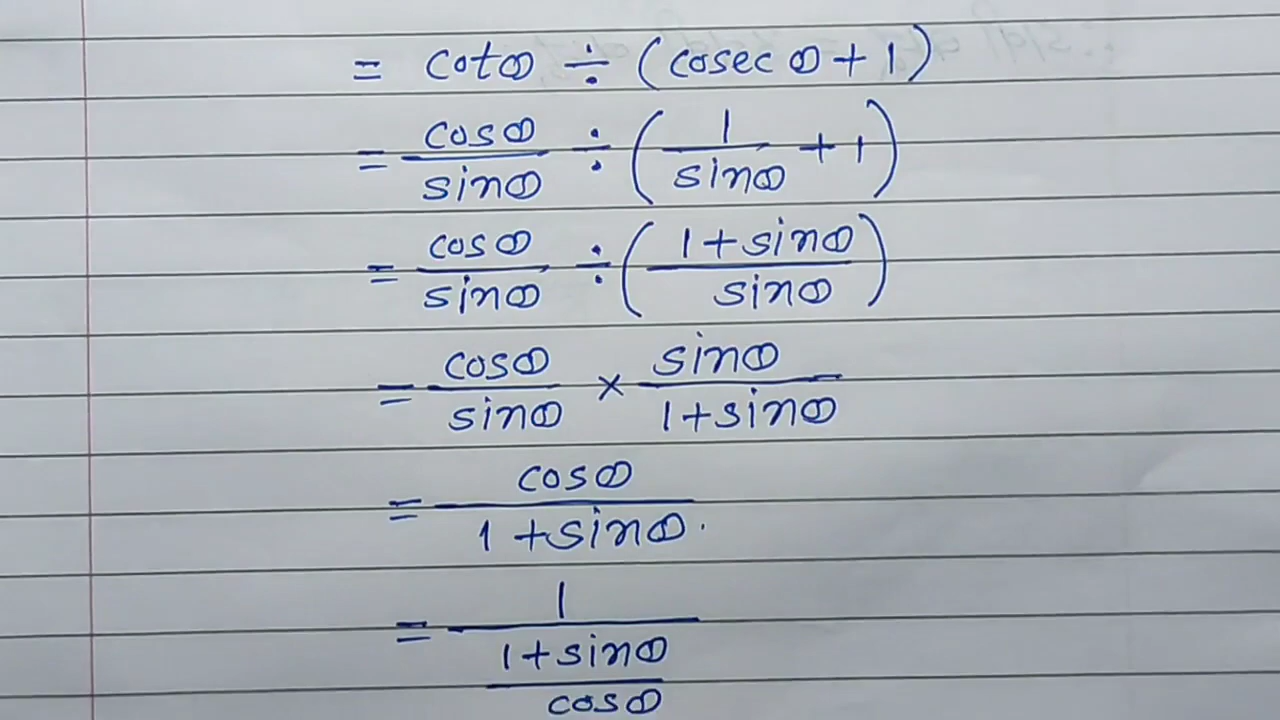 = cotθ ÷ (cosec θ + 1)
= cosθ/sinθ ÷ (1/sinθ + 1)
= cosθ/sinθ ÷ ((1+sinθ)/sinθ)
= cosθ/sinθ × sinθ/(1+sinθ)
= cosθ/(1+sinθ).
= 1/((1+sinθ)/cosθ)